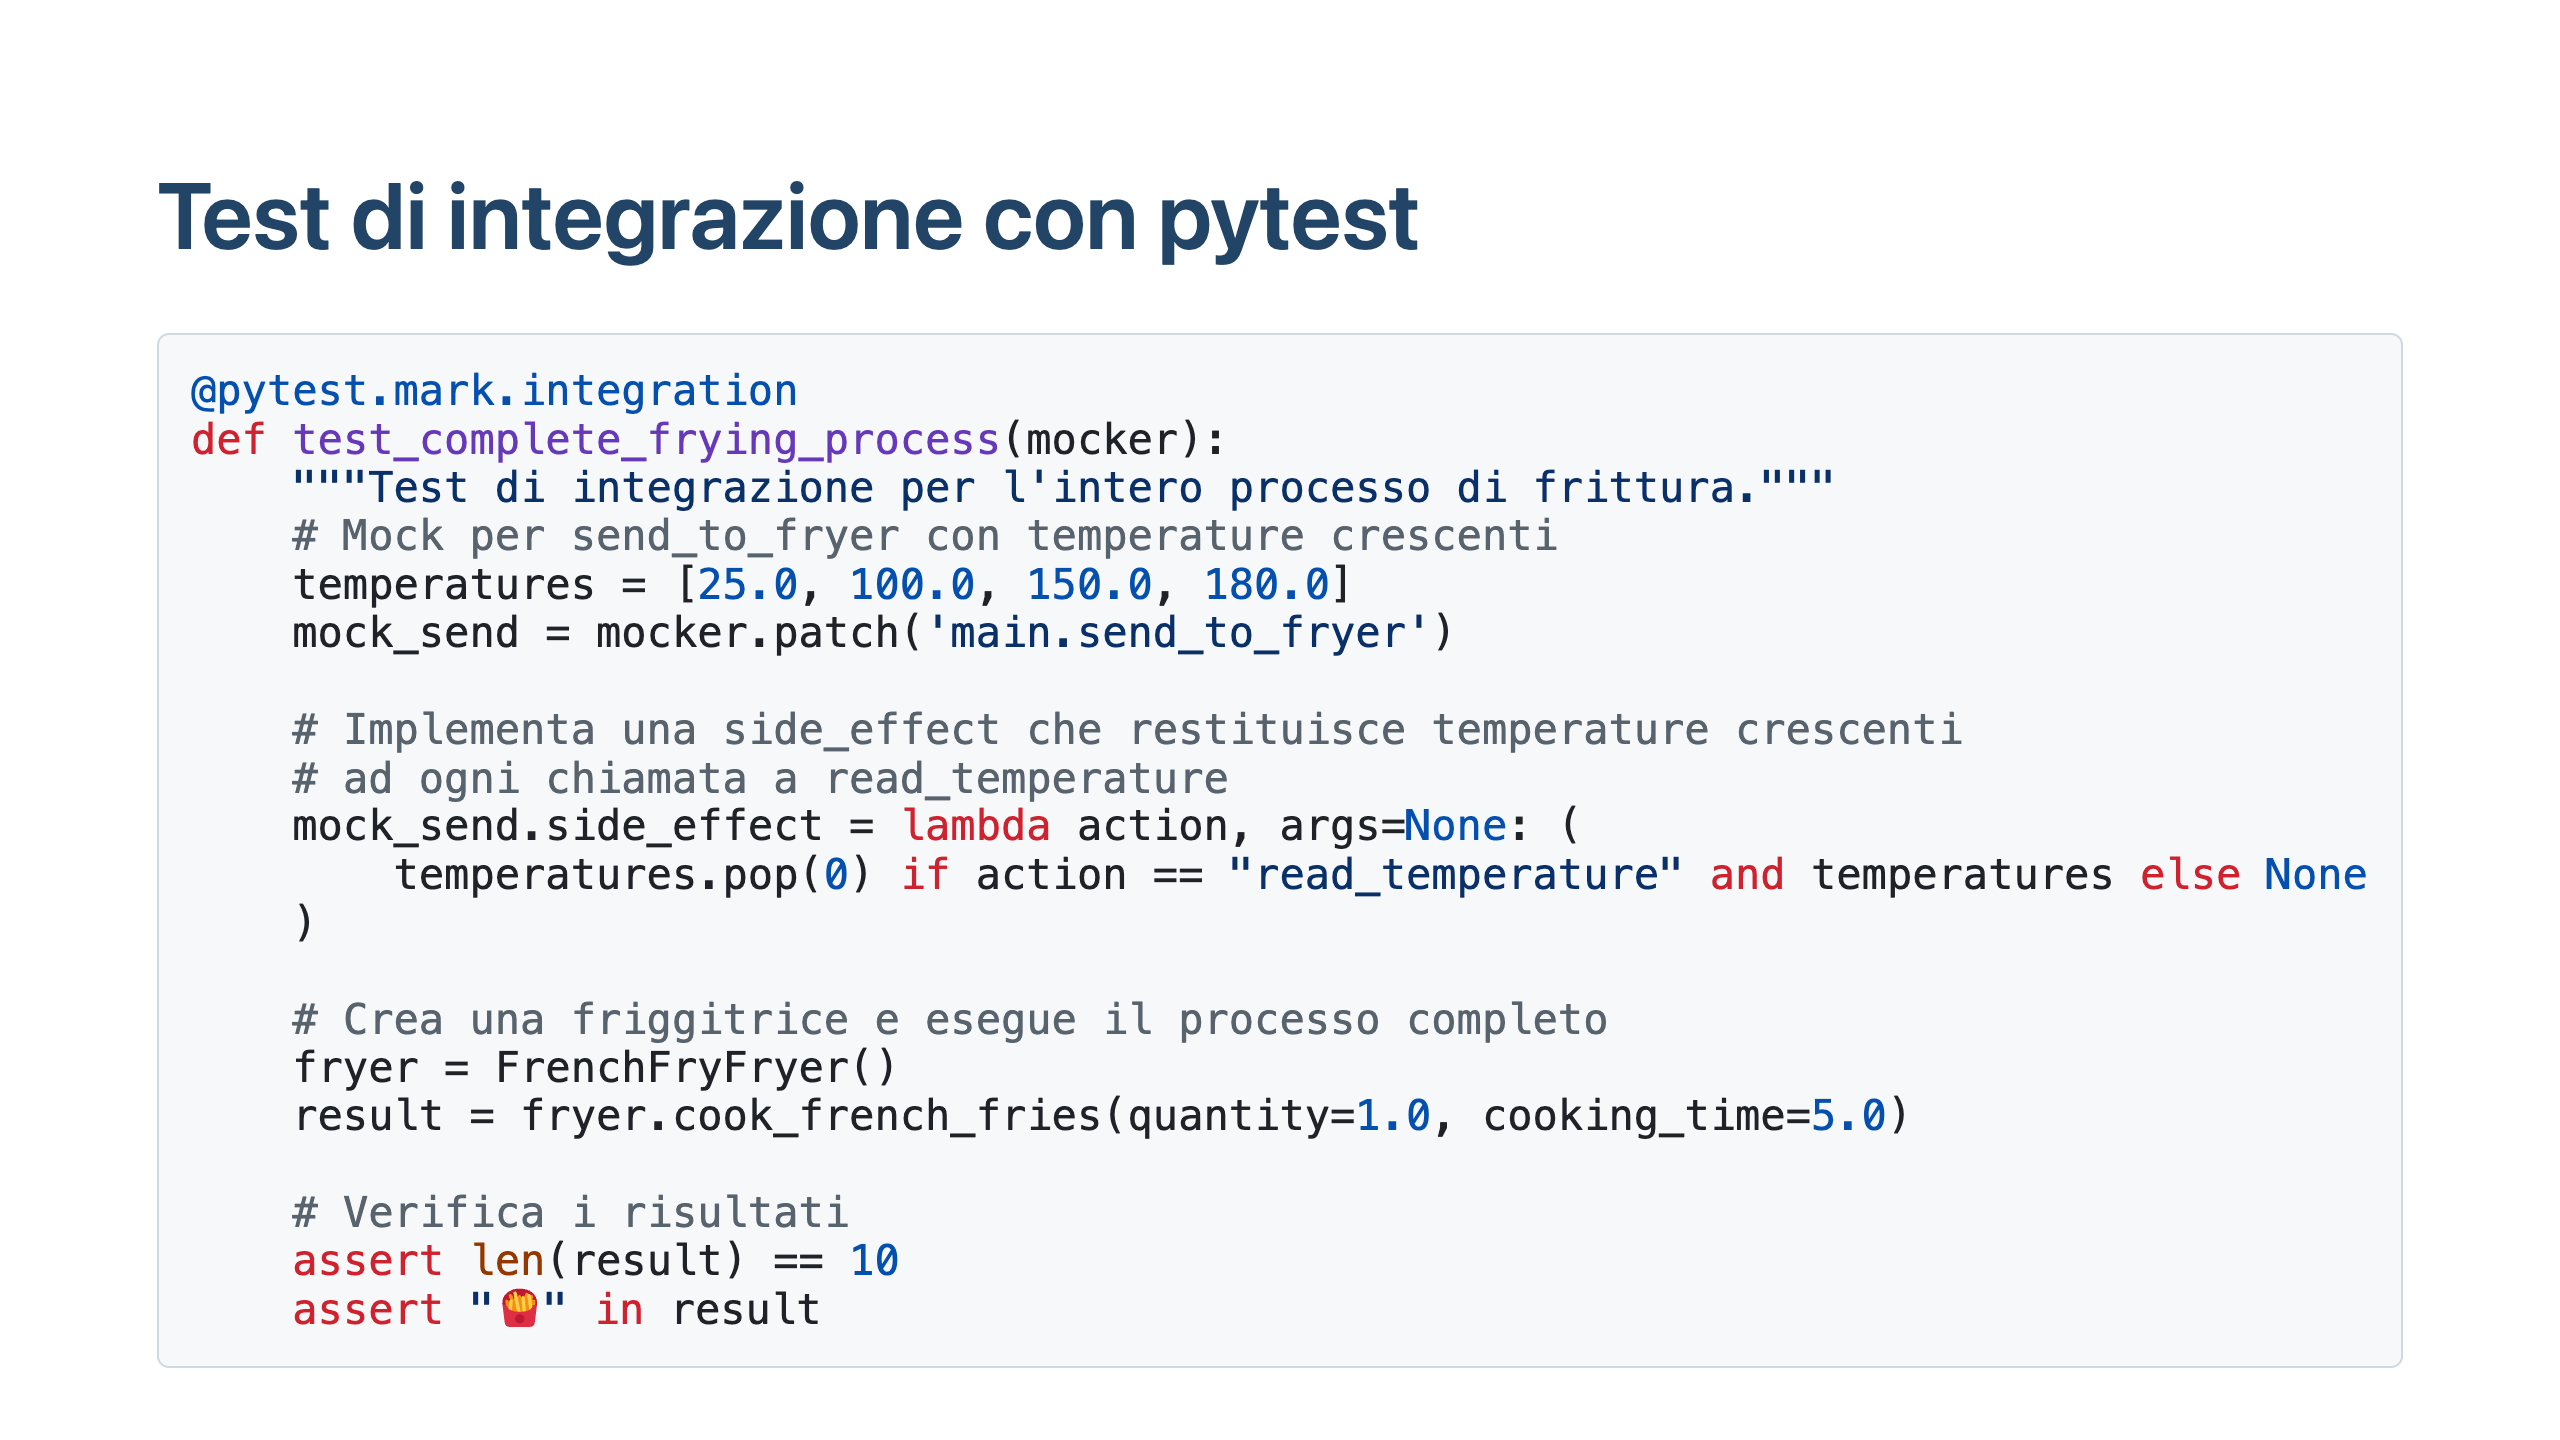 Test di integrazione con pytest
@pytest.mark.integration
def test_complete_frying_process(mocker):
    """Test di integrazione per l'intero processo di frittura."""
    # Mock per send_to_fryer con temperature crescenti
    temperatures = [25.0, 100.0, 150.0, 180.0]
    mock_send = mocker.patch('main.send_to_fryer')
    # Implementa una side_effect che restituisce temperature crescenti
    # ad ogni chiamata a read_temperature
    mock_send.side_effect = lambda action, args=None: (
        temperatures.pop(0) if action == "read_temperature" and temperatures else None
    )
    # Crea una friggitrice e esegue il processo completo
    fryer = FrenchFryFryer()
    result = fryer.cook_french_fries(quantity=1.0, cooking_time=5.0)
    # Verifica i risultati
    assert len(result) == 10
    assert "🍟" in result